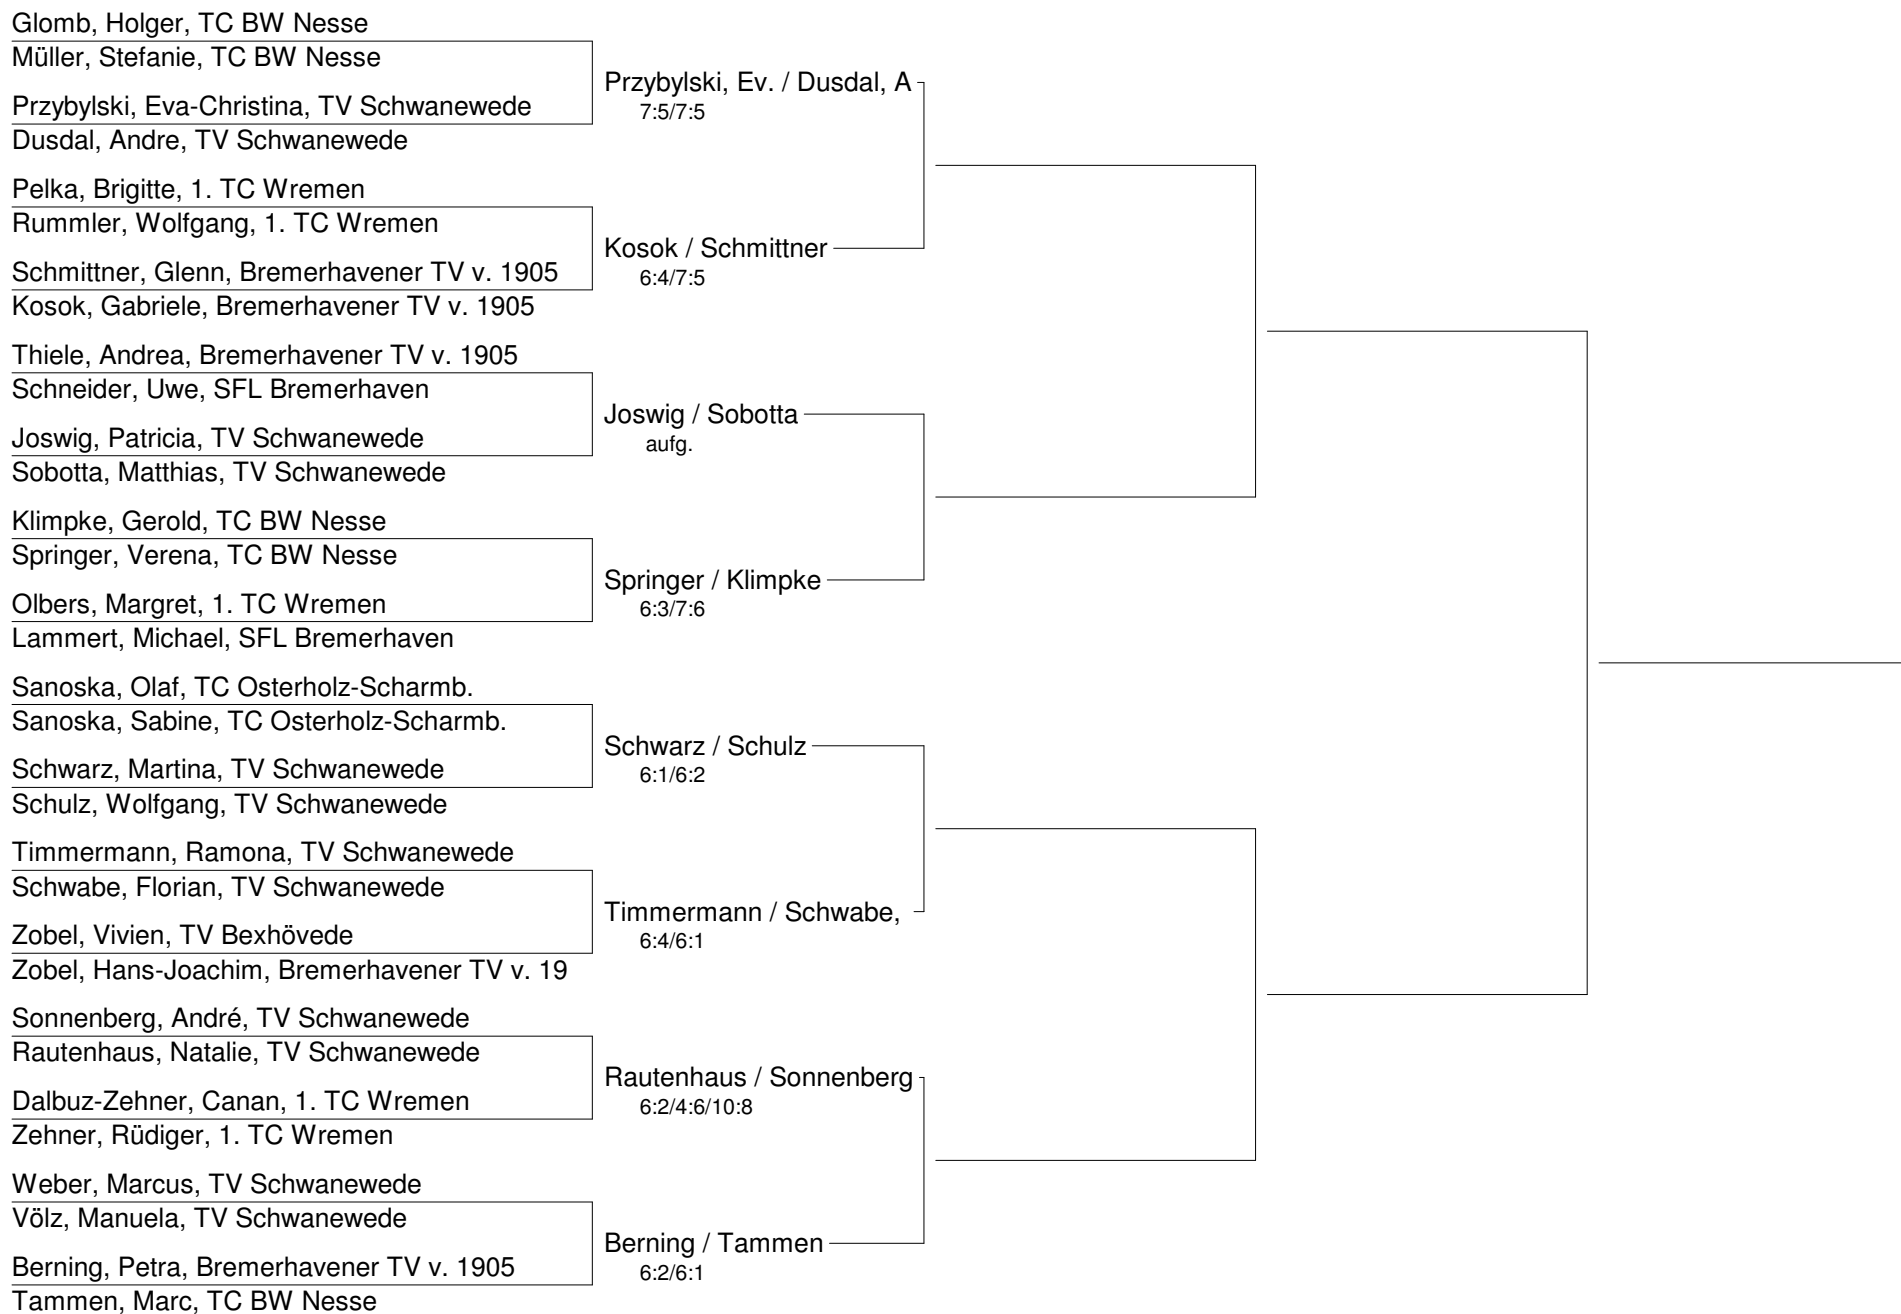 Glomb, Holger, TC BW Nesse
Müller, Stefanie, TC BW Nesse
Przybylski, Ev. / Dusdal, A
7:5/7:5
Przybylski, Eva-Christina, TV Schwanewede
Dusdal, Andre, TV Schwanewede
Pelka, Brigitte, 1. TC Wremen
Rummler, Wolfgang, 1. TC Wremen
Kosok / Schmittner
6:4/7:5
Schmittner, Glenn, Bremerhavener TV v. 1905
Kosok, Gabriele, Bremerhavener TV v. 1905
Thiele, Andrea, Bremerhavener TV v. 1905
Schneider, Uwe, SFL Bremerhaven
Joswig / Sobotta
aufg.
Joswig, Patricia, TV Schwanewede
Sobotta, Matthias, TV Schwanewede
Klimpke, Gerold, TC BW Nesse
Springer, Verena, TC BW Nesse
Springer / Klimpke
6:3/7:6
Olbers, Margret, 1. TC Wremen
Lammert, Michael, SFL Bremerhaven
Sanoska, Olaf, TC Osterholz-Scharmb.
Sanoska, Sabine, TC Osterholz-Scharmb.
Schwarz / Schulz
6:1/6:2
Schwarz, Martina, TV Schwanewede
Schulz, Wolfgang, TV Schwanewede
Timmermann, Ramona, TV Schwanewede
Schwabe, Florian, TV Schwanewede
Timmermann / Schwabe,
6:4/6:1
Zobel, Vivien, TV Bexhövede
Zobel, Hans-Joachim, Bremerhavener TV v. 19
Sonnenberg, André, TV Schwanewede
Rautenhaus, Natalie, TV Schwanewede
Rautenhaus / Sonnenberg
6:2/4:6/10:8
Dalbuz-Zehner, Canan, 1. TC Wremen
Zehner, Rüdiger, 1. TC Wremen
Weber, Marcus, TV Schwanewede
Völz, Manuela, TV Schwanewede
Berning / Tammen
6:2/6:1
Berning, Petra, Bremerhavener TV v. 1905
Tammen, Marc, TC BW Nesse